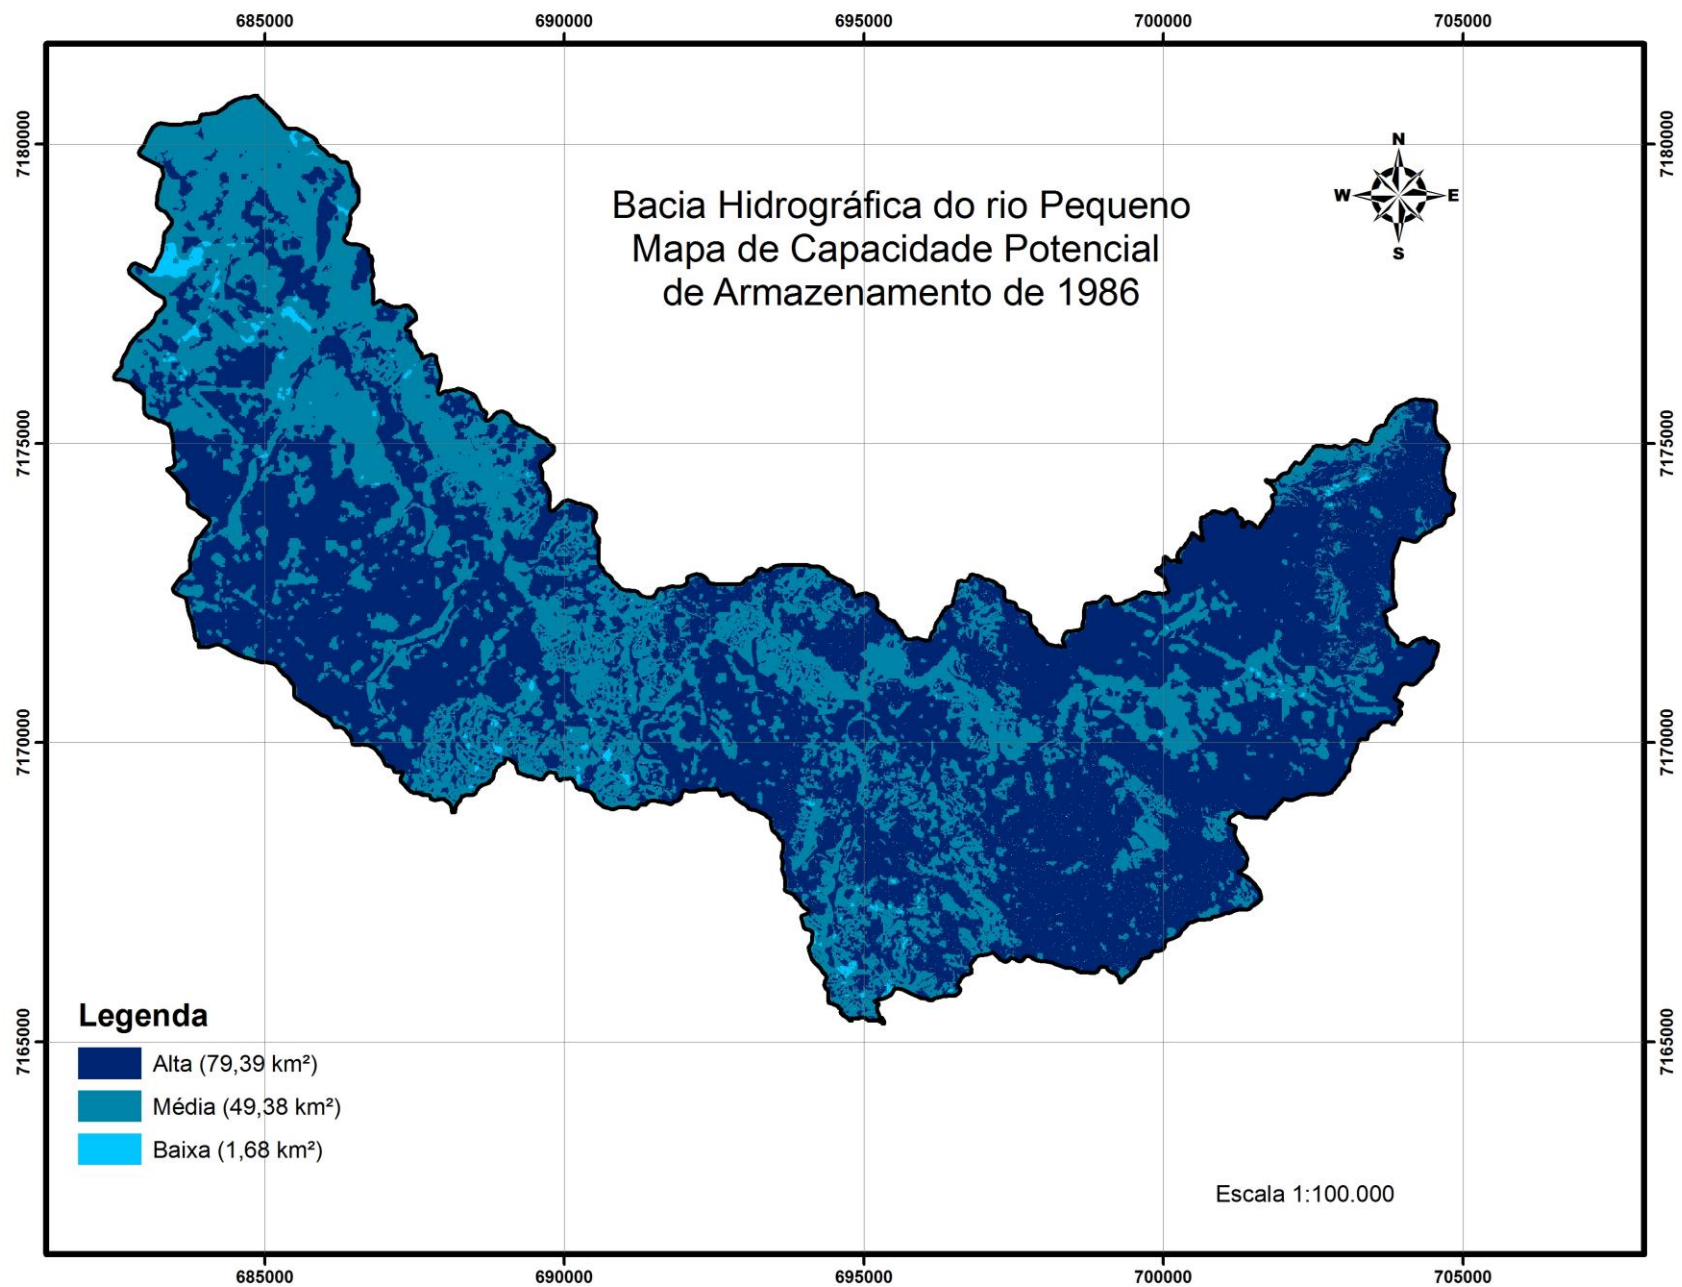 685000 690000 695000 700000 705000
7180000 7180000
N
W E
S
Bacia Hidrográfica do rio Pequeno
Mapa de Capacidade Potencial
de Armazenamento de 1986
7175000 7175000
7170000 7170000
7165000 7165000
Legenda
Alta (79,39 km²)
Média (49,38 km²)
Baixa (1,68 km²)
Escala 1:100.000
685000 690000 695000 700000 705000